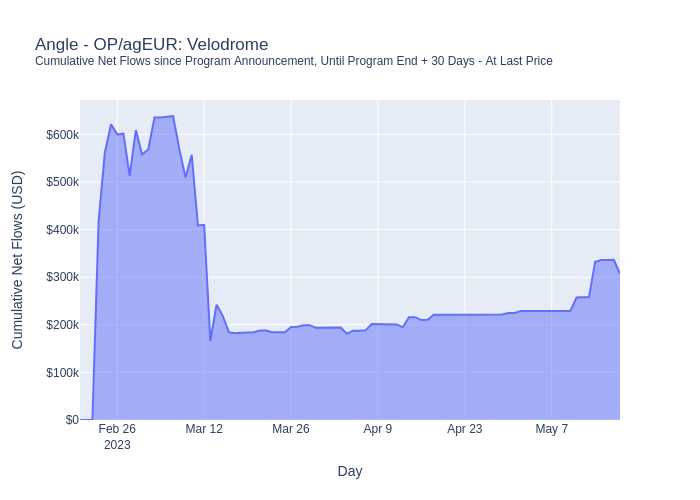 Angle - OP/agEUR: Velodrome
Cumulative Net Flows since Program Announcement, Until Program End + 30 Days - At Last Price
Cumulative Net Flows (USD)
$600k
$500k
$400k
$300k
$200k
$100k
$0
Feb 26
2023
Mar 12
Mar 26
Apr 9
Apr 23
May 7
Day